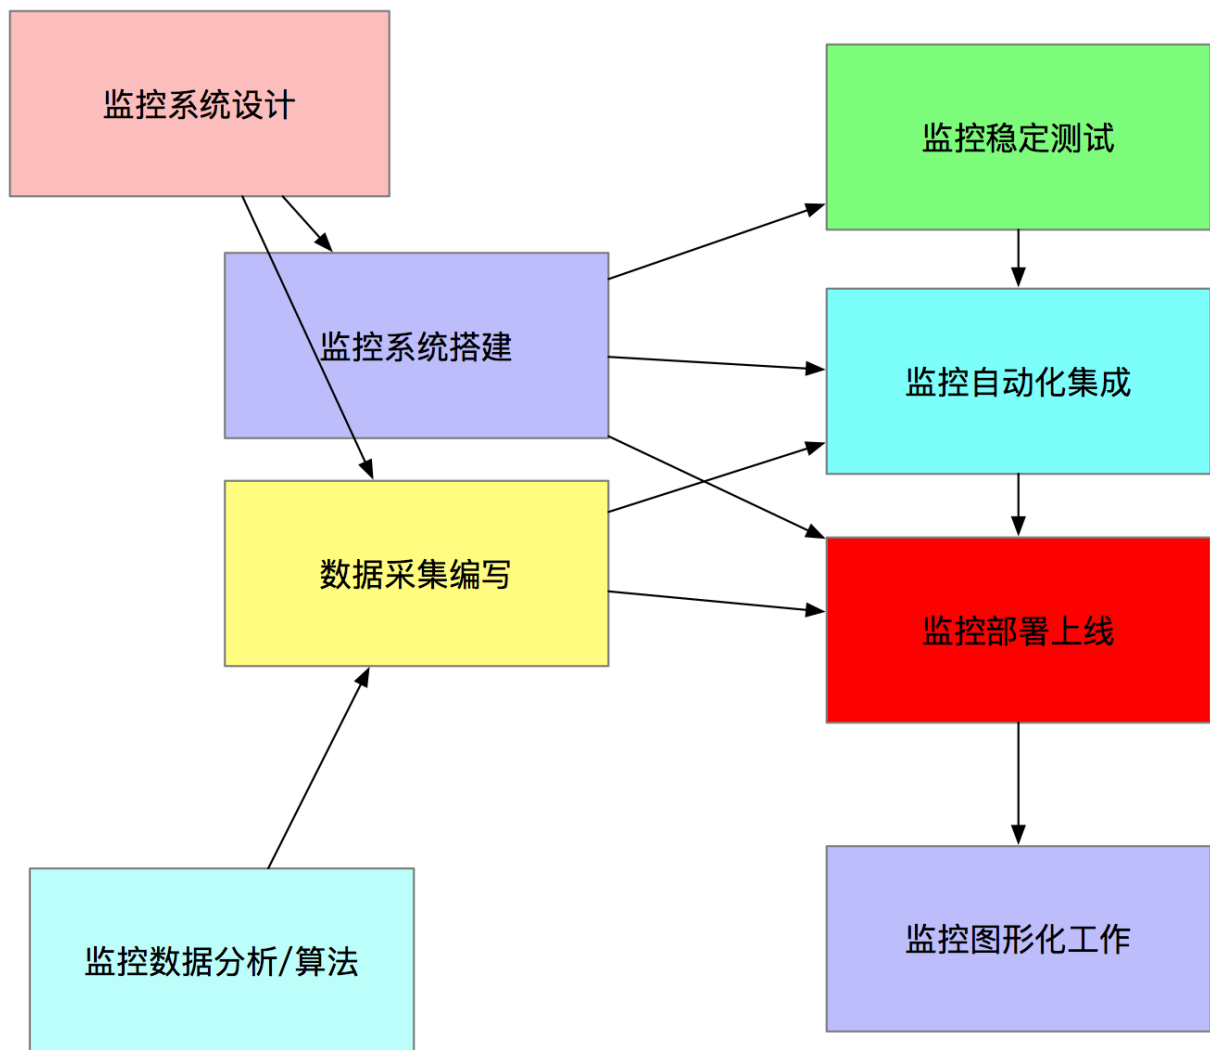 监控系统设计
监控系统搭建
数据采集编写
监控数据分析/算法
监控稳定测试
监控自动化集成
监控部署上线
监控图形化工作